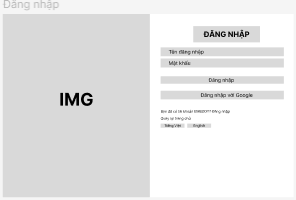 Đăng nhập
IMG
ĐĂNG NHẬP
Tên đăng nhập
Mật khẩu
Đăng nhập
Đăng nhập với Google
Quay lại trang chủ
Tiếng Việt English